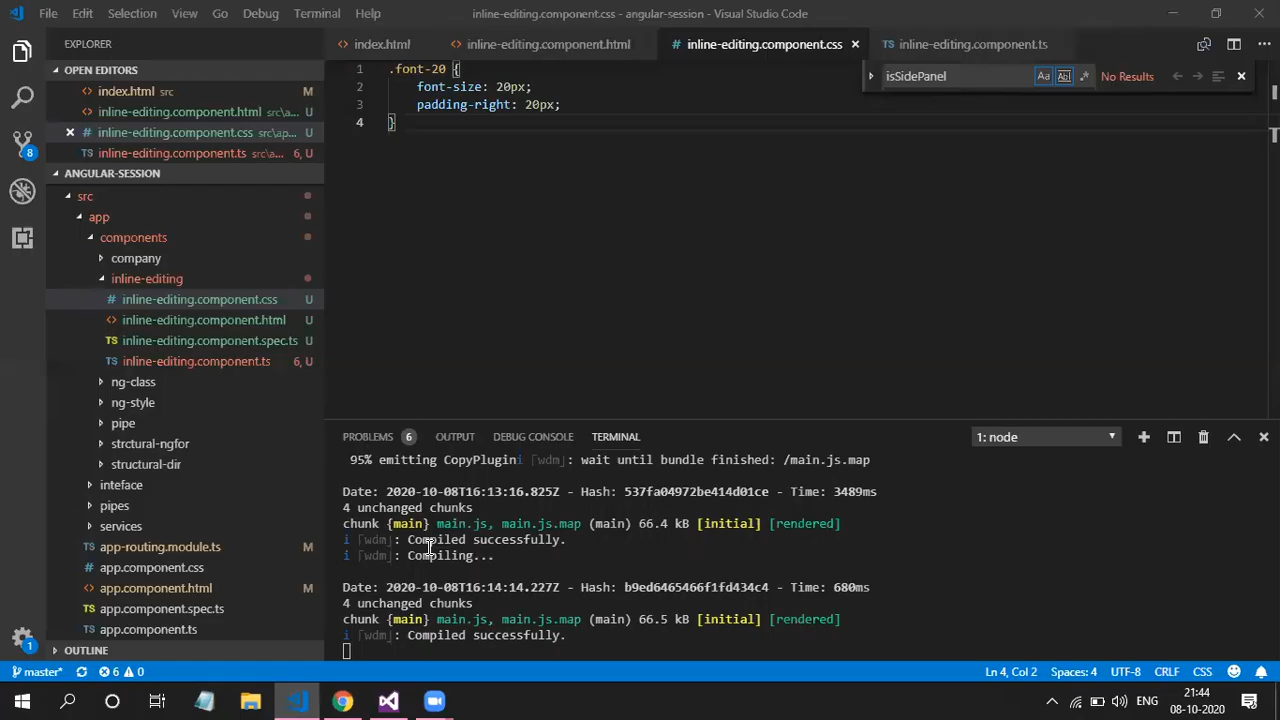 File Edit Selection View Go Debug Terminal Help
inline-editing.component.css - angular-session - Visual Studio Code
EXPLORER
OPEN EDITORS
index.html src M
inline-editing.component.html src\a... U
inline-editing.component.css src\ap... U
inline-editing.component.ts src\a... 6, U
ANGULAR-SESSION
src
app
components
company
inline-editing
inline-editing.component.css U
inline-editing.component.html U
inline-editing.component.spec.ts U
inline-editing.component.ts 6, U
ng-class
ng-style
pipe
strctural-ngfor
structural-dir
inteface
pipes
services
app-routing.module.ts M
app.component.css
app.component.html M
app.component.spec.ts
app.component.ts
OUTLINE
index.html inline-editing.component.html inline-editing.component.css inline-editing.component.ts
isSidePanel Aa Abl .* No Results
1 .font-20 {
2 font-size: 20px;
3 padding-right: 20px;
4 }
PROBLEMS 6 OUTPUT DEBUG CONSOLE TERMINAL 1: node
95% emitting CopyPlugini ｢wdm｣: wait until bundle finished: /main.js.map
Date: 2020-10-08T16:13:16.825Z - Hash: 537fa04972be414d01ce - Time: 3489ms
4 unchanged chunks
chunk {main} main.js, main.js.map (main) 66.4 kB [initial] [rendered]
i ｢wdm｣: Compiled successfully.
i ｢wdm｣: Compiling...
Date: 2020-10-08T16:14:14.227Z - Hash: b9ed6465466f1fd434c4 - Time: 680ms
4 unchanged chunks
chunk {main} main.js, main.js.map (main) 66.5 kB [initial] [rendered]
i ｢wdm｣: Compiled successfully.
8
1
master* 6 0 Ln 4, Col 2 Spaces: 4 UTF-8 CRLF CSS
ENG 21:44
08-10-2020